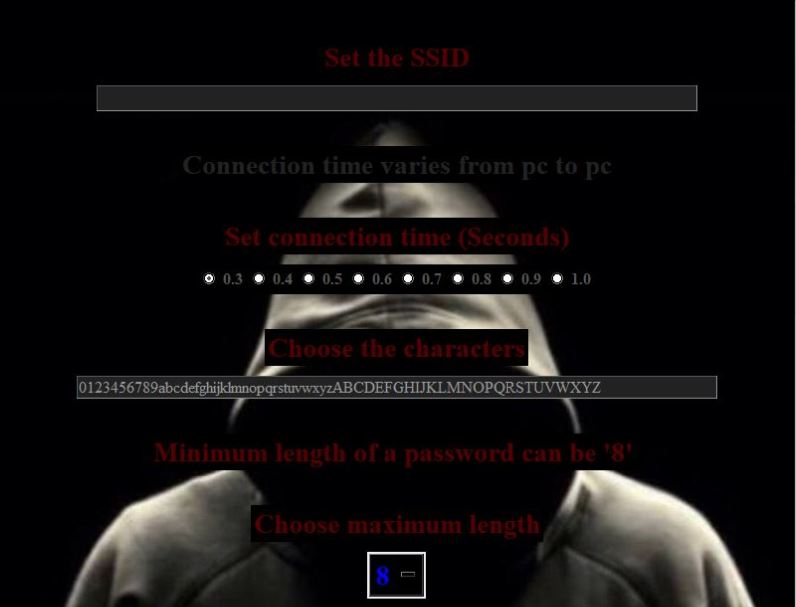 Set the SSID
Connection time varies from pc to pc
Set connection time (Seconds)
0.3 0.4 0.5 0.6 0.7 0.8 0.9 1.0
Choose the characters
0123456789abcdefghijklmnopqrstuvwxyzABCDEFGHIJKLMNOPQRSTUVWXYZ
Minimum length of a password can be '8'
Choose maximum length
8